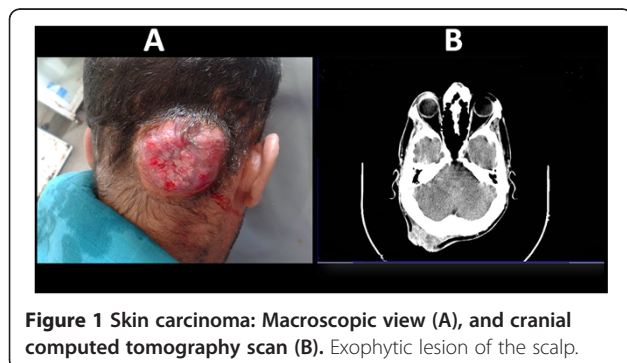 A
B
Figure 1 Skin carcinoma: Macroscopic view (A), and cranial
computed tomography scan (B). Exophytic lesion of the scalp.